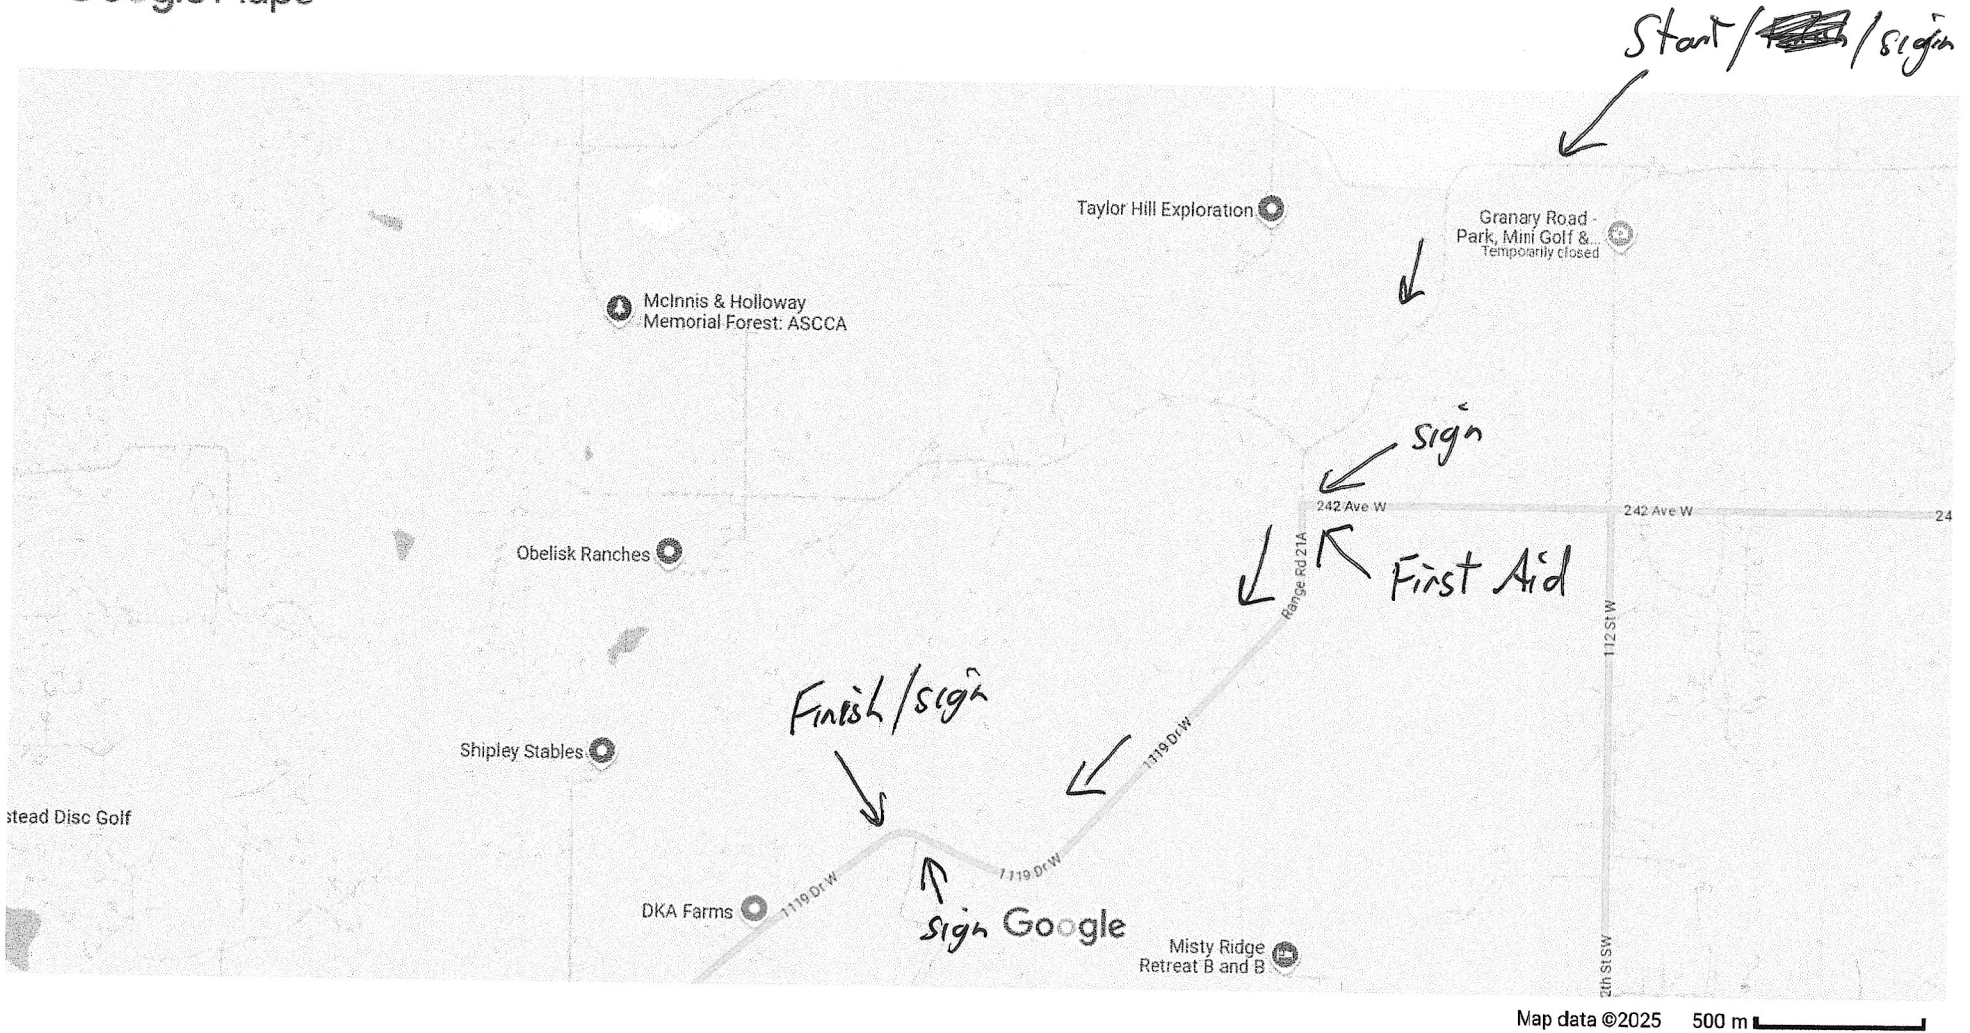 Google Maps
Start / / sign
Taylor Hill Exploration
Granary Road -
Park, Mini Golf &...
Temporarily closed
McInnis & Holloway
Memorial Forest: ASCCA
sign
242 Ave W
242 Ave W
24
Obelisk Ranches
Range Rd 21A
First Aid
112 St W
Finish / sign
1119 Dr W
Shipley Stables
stead Disc Golf
1119 Dr W
1119 Dr W
DKA Farms
sign
Google
Misty Ridge
Retreat B and B
2th St SW
Map data ©2025 500 m